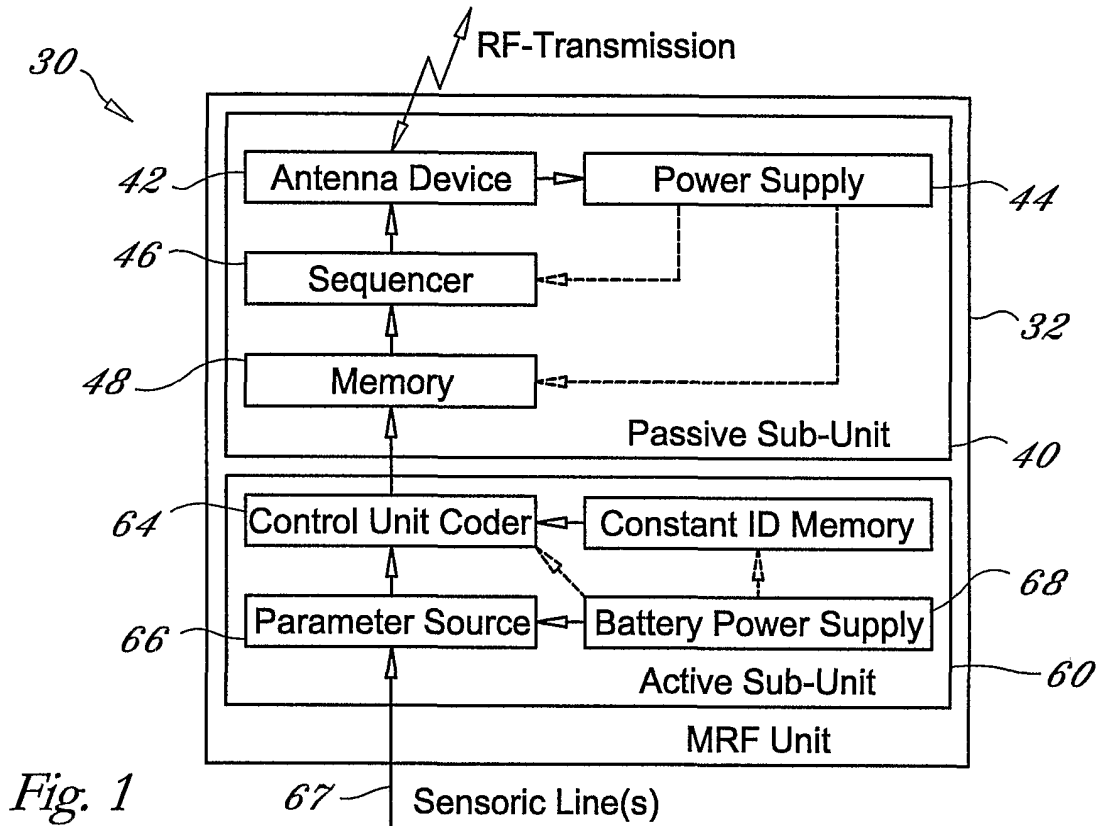 RF-Transmission
30
42
Antenna Device
Power Supply
44
46
Sequencer
32
48
Memory
Passive Sub-Unit
40
64
Control Unit Coder
Constant ID Memory
66
Parameter Source
Battery Power Supply
68
Active Sub-Unit
60
MRF Unit
Fig. 1
67
Sensoric Line(s)